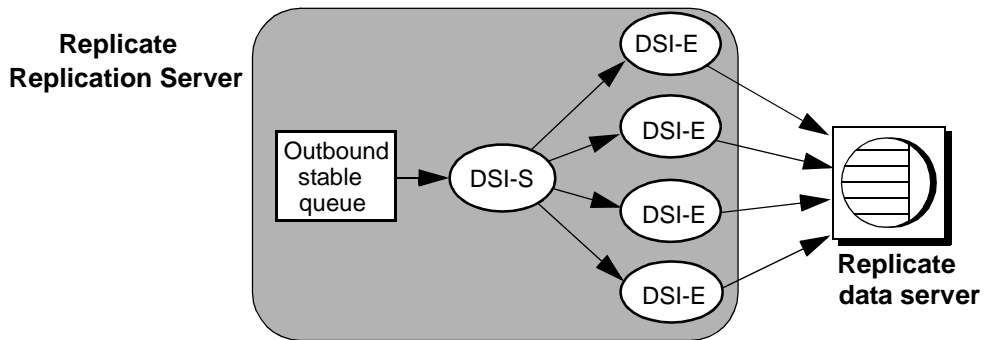 Replicate
Replication Server
Outbound
stable
queue
DSI-S
DSI-E
DSI-E
DSI-E
DSI-E
Replicate
data server